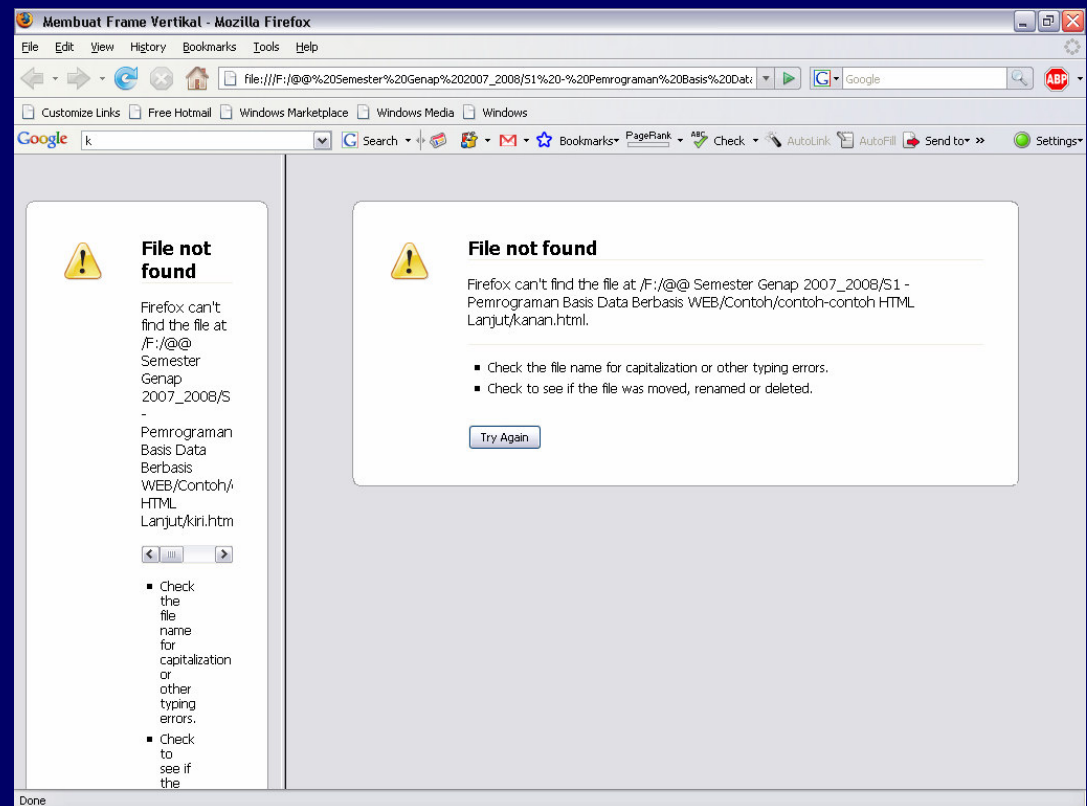 Membuat Frame Vertikal - Mozilla Firefox
File Edit View History Bookmarks Tools Help
file:///F:/@@%20Semester%20Genap%202007_2008/S1%20-%20Pemrograman%20Basis%20Data Google ABP
Customize Links Free Hotmail Windows Marketplace Windows Media Windows
Google k G Search Bookmarks PageRank Check AutoLink AutoFill Send to Settings
File not
found
Firefox can't
find the file at
/F:/@@
Semester
Genap
2007_2008/S
-
Pemrograman
Basis Data
Berbasis
WEB/Contoh/
HTML
Lanjut/kiri.htm
Check
the
file
name
for
capitalization
or
other
typing
errors.
Check
to
see if
the
File not found
Firefox can't find the file at /F:/@@ Semester Genap 2007_2008/S1 -
Pemrograman Basis Data Berbasis WEB/Contoh/contoh-contoh HTML
Lanjut/kanan.html.
Check the file name for capitalization or other typing errors.
Check to see if the file was moved, renamed or deleted.
Try Again
Done